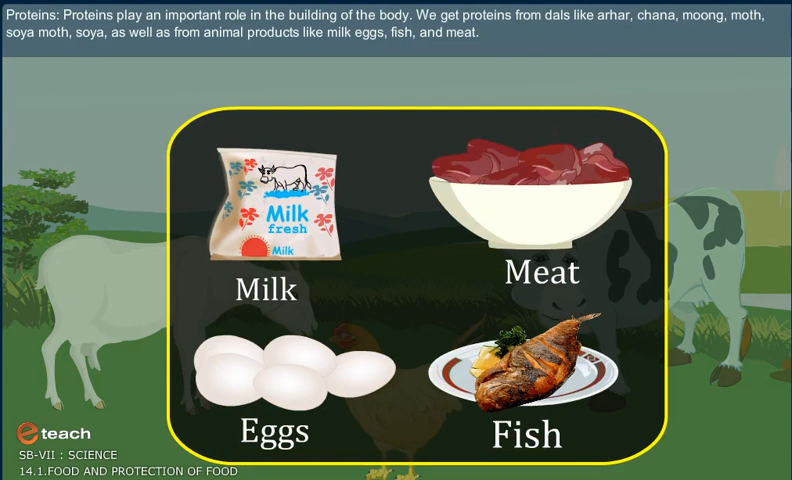 Proteins: Proteins play an important role in the building of the body. We get proteins from dals like arhar, chana, moong, moth,
soya moth, soya, as well as from animal products like milk eggs, fish, and meat.
Milk
fresh
Milk
Milk
Meat
Eggs
Fish
e teach
SB-VII : SCIENCE
14.1.FOOD AND PROTECTION OF FOOD